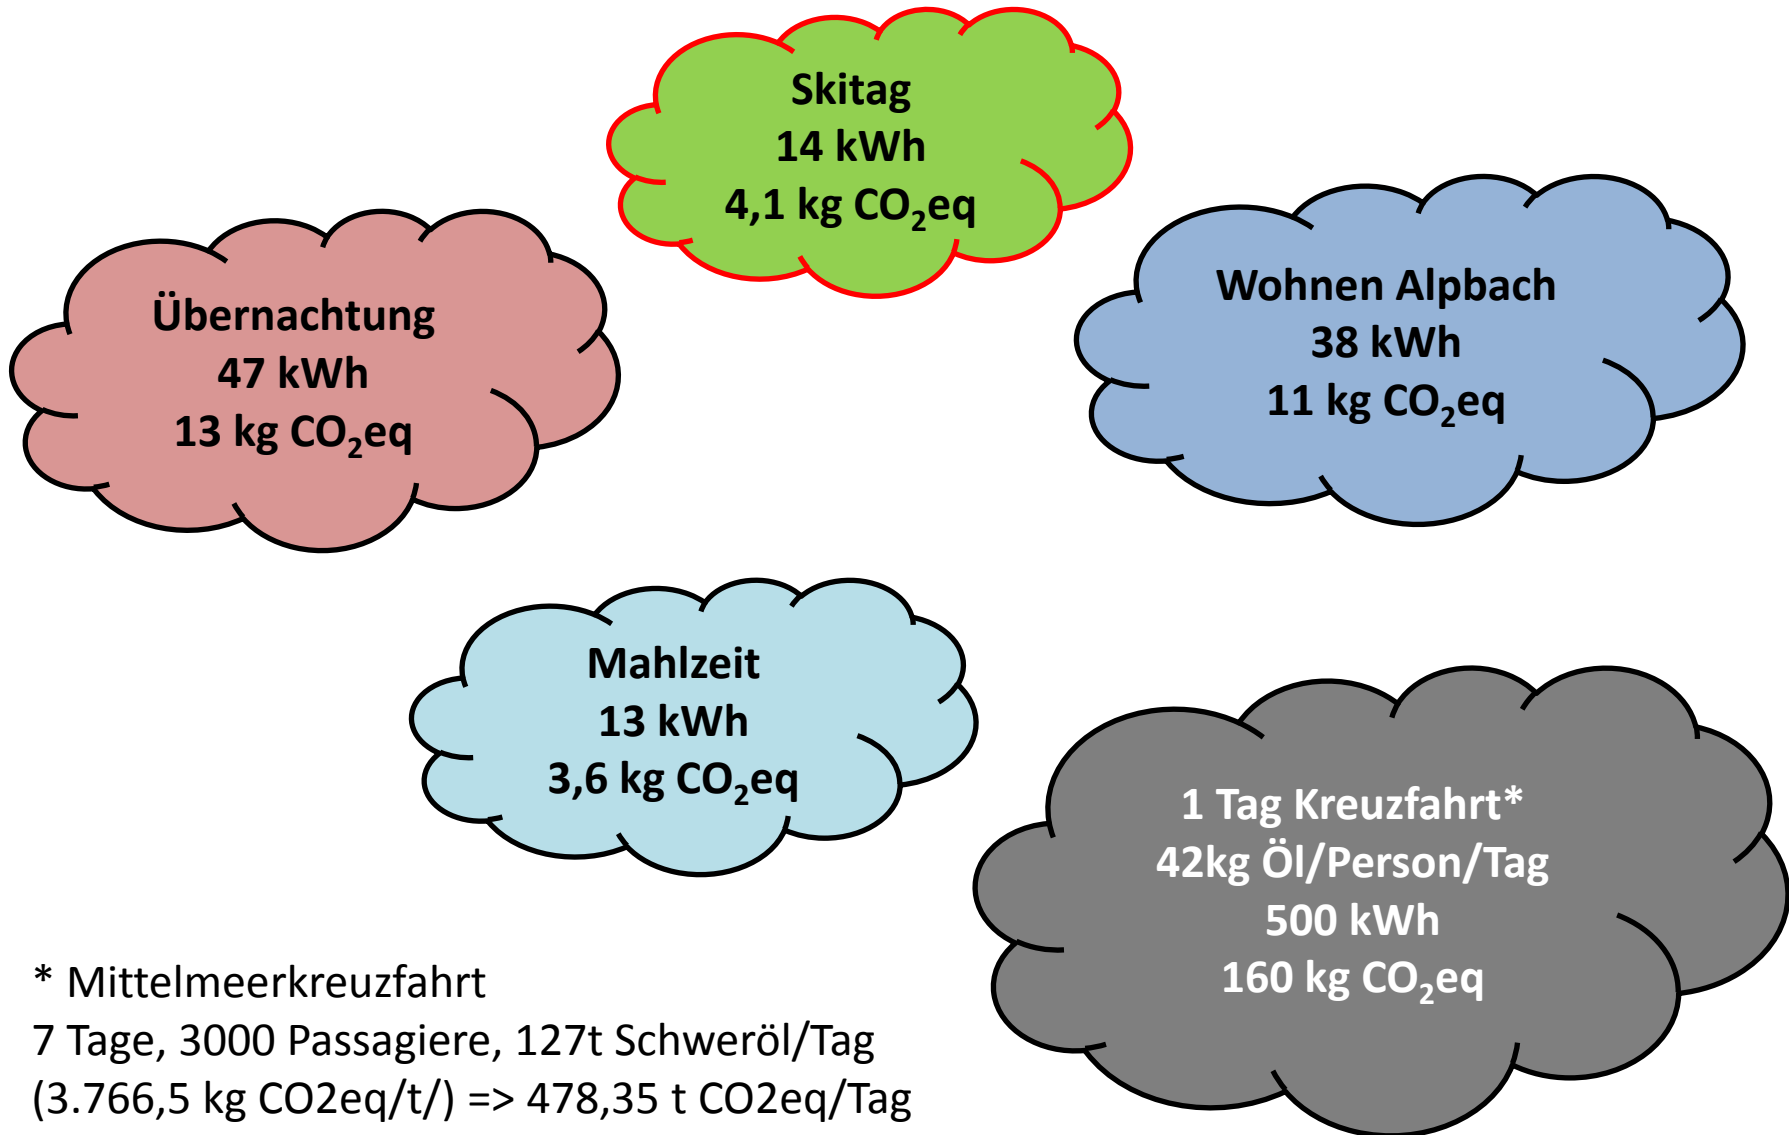 Skitag
14 kWh
4,1 kg CO₂eq
Übernachtung
47 kWh
13 kg CO₂eq
Wohnen Alpbach
38 kWh
11 kg CO₂eq
Mahlzeit
13 kWh
3,6 kg CO₂eq
1 Tag Kreuzfahrt*
42kg Öl/Person/Tag
500 kWh
160 kg CO₂eq
* Mittelmeerkreuzfahrt
7 Tage, 3000 Passagiere, 127t Schweröl/Tag
(3.766,5 kg CO2eq/t/) => 478,35 t CO2eq/Tag